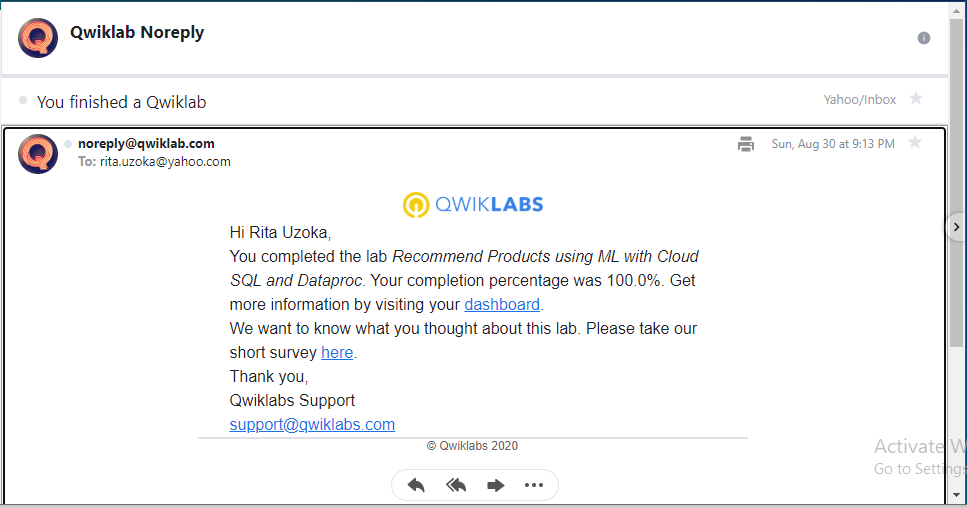 Qwiklab Noreply
You finished a Qwiklab
Yahoo/Inbox
noreply@qwiklab.com
Sun, Aug 30 at 9:13 PM
To: rita.uzoka@yahoo.com
QWIKLABS
Hi Rita Uzoka,
You completed the lab Recommend Products using ML with Cloud
SQL and Dataproc. Your completion percentage was 100.0%. Get
more information by visiting your dashboard.
We want to know what you thought about this lab. Please take our
short survey here.
Thank you,
Qwiklabs Support
support@qwiklabs.com
© Qwiklabs 2020
Activate W
Go to Settings